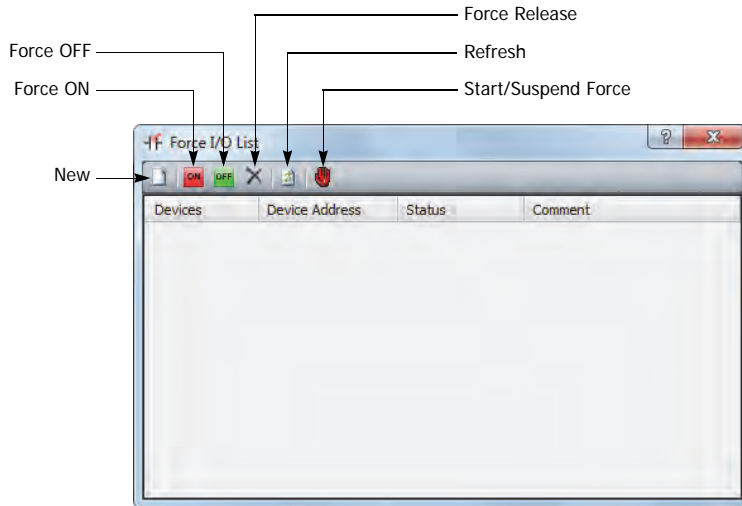 Force Release
Force OFF
Refresh
Force ON
Start/Suspend Force
Force I/O List
?
X
New
ON
OFF
Devices
Device Address
Status
Comment